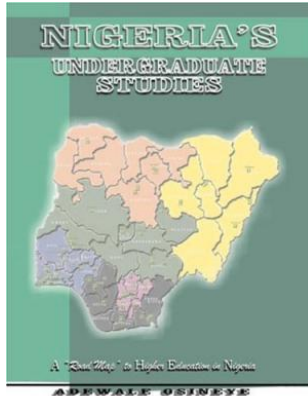 NIGERIA'S
UNDERGRADUATE
STUDIES
A "Road Map" to Higher Education in Nigeria
ADEWALE OSINEYE